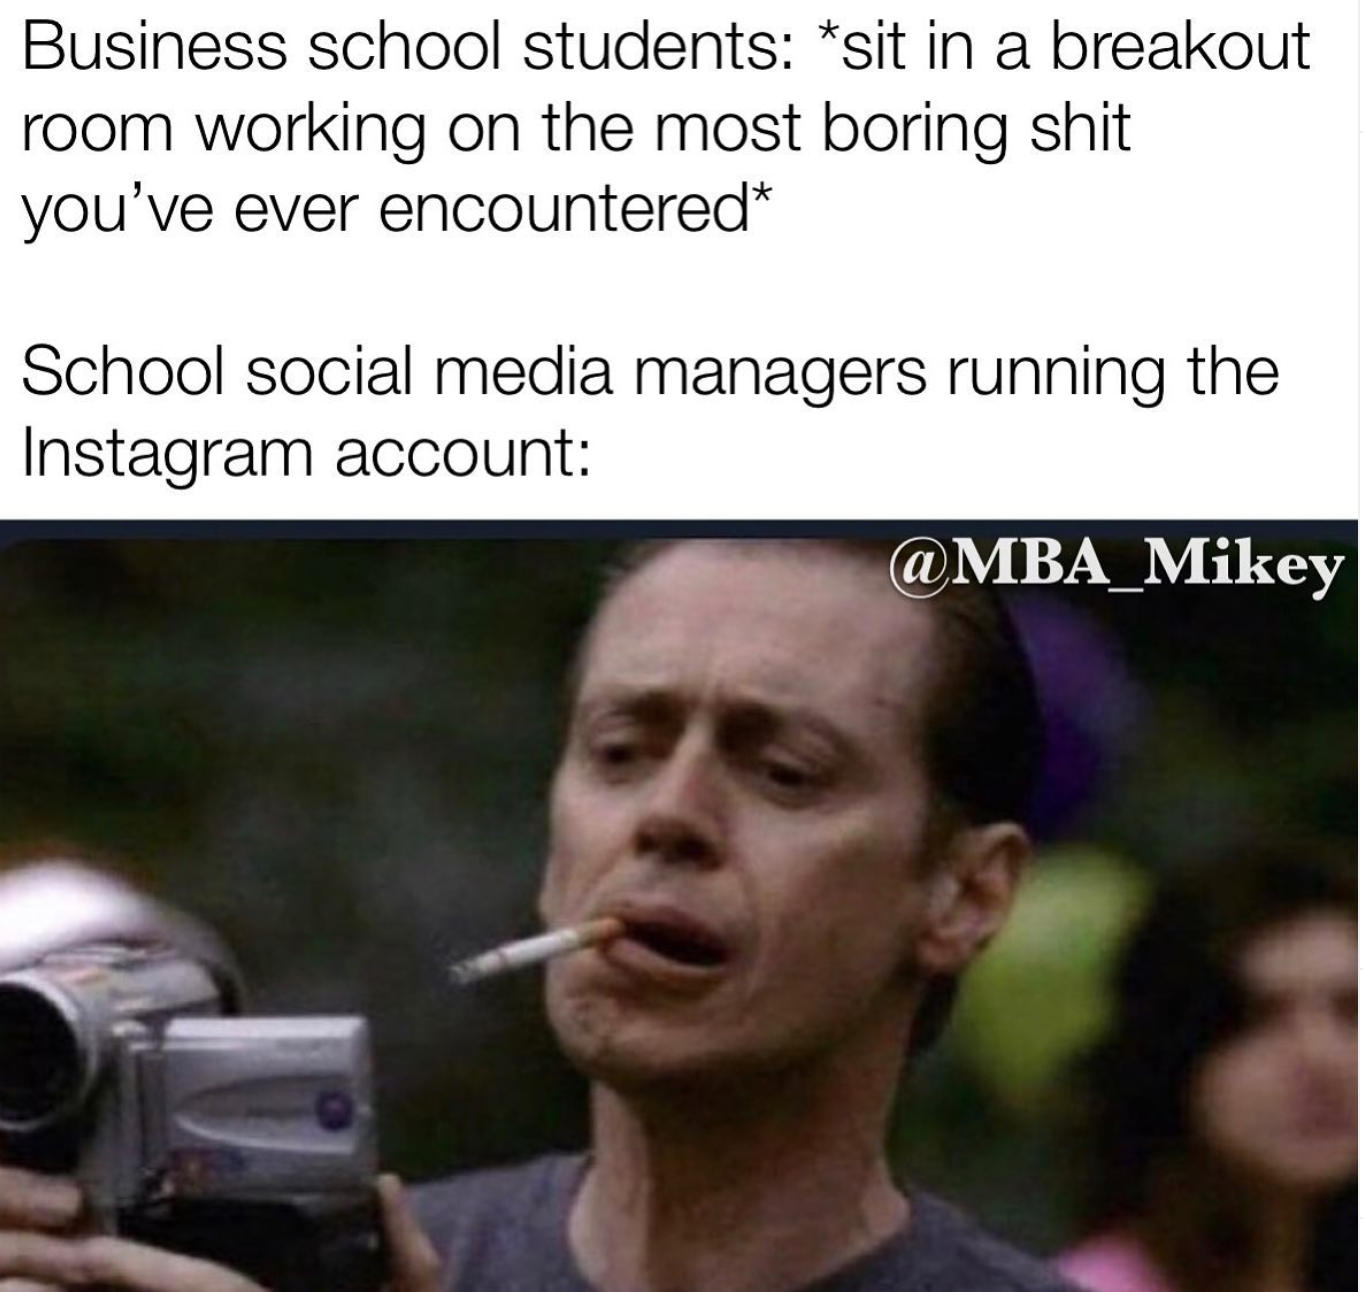 Business school students: *sit in a breakout
room working on the most boring shit
you’ve ever encountered*
School social media managers running the
Instagram account:
@MBA_Mikey